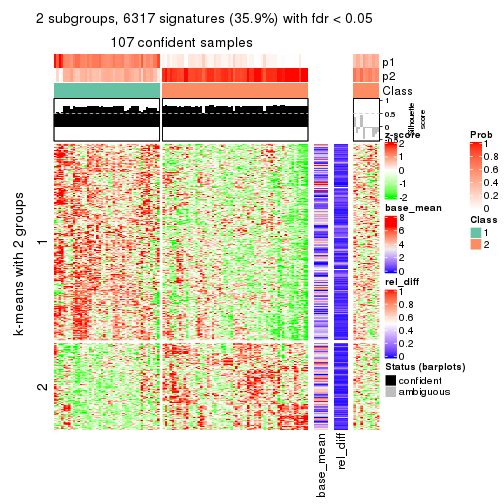 2 subgroups, 6317 signatures (35.9%) with fdr < 0.05
107 confident samples
p1
p2
Class
1
0.5
0
Silhouette
score
k-means with 2 groups
1
2
base_mean
rel_diff
z-score
2
1
0
-1
-2
base_mean
8
6
4
2
0
rel_diff
1
0.8
0.6
0.4
0.2
0
Status (barplots)
confident
ambiguous
Prob
1
0.8
0.6
0.4
0.2
0
Class
1
2